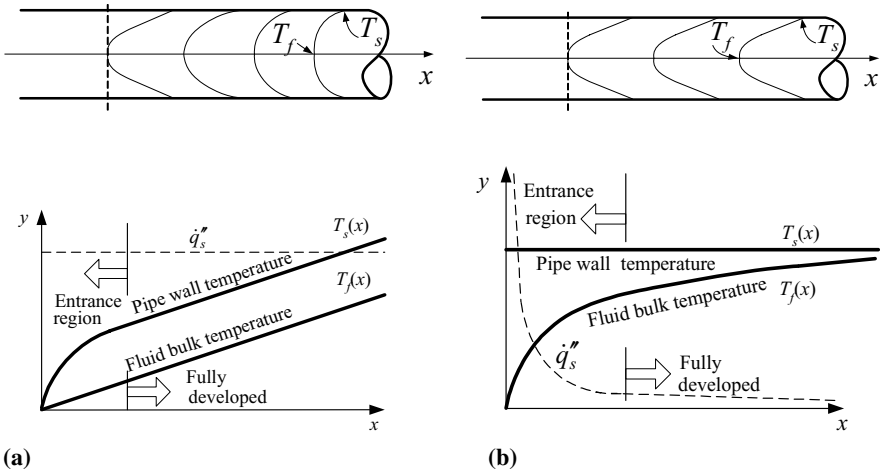 T_f
T_s
x
T_f
T_s
x
y
q̇_s″
T_s(x)
Entrance
region
Pipe wall temperature
T_f(x)
Fluid bulk temperature
Fully
developed
x
(a)
y
Entrance
region
T_s(x)
Pipe wall temperature
T_f(x)
Fluid bulk temperature
q̇_s″
Fully
developed
x
(b)